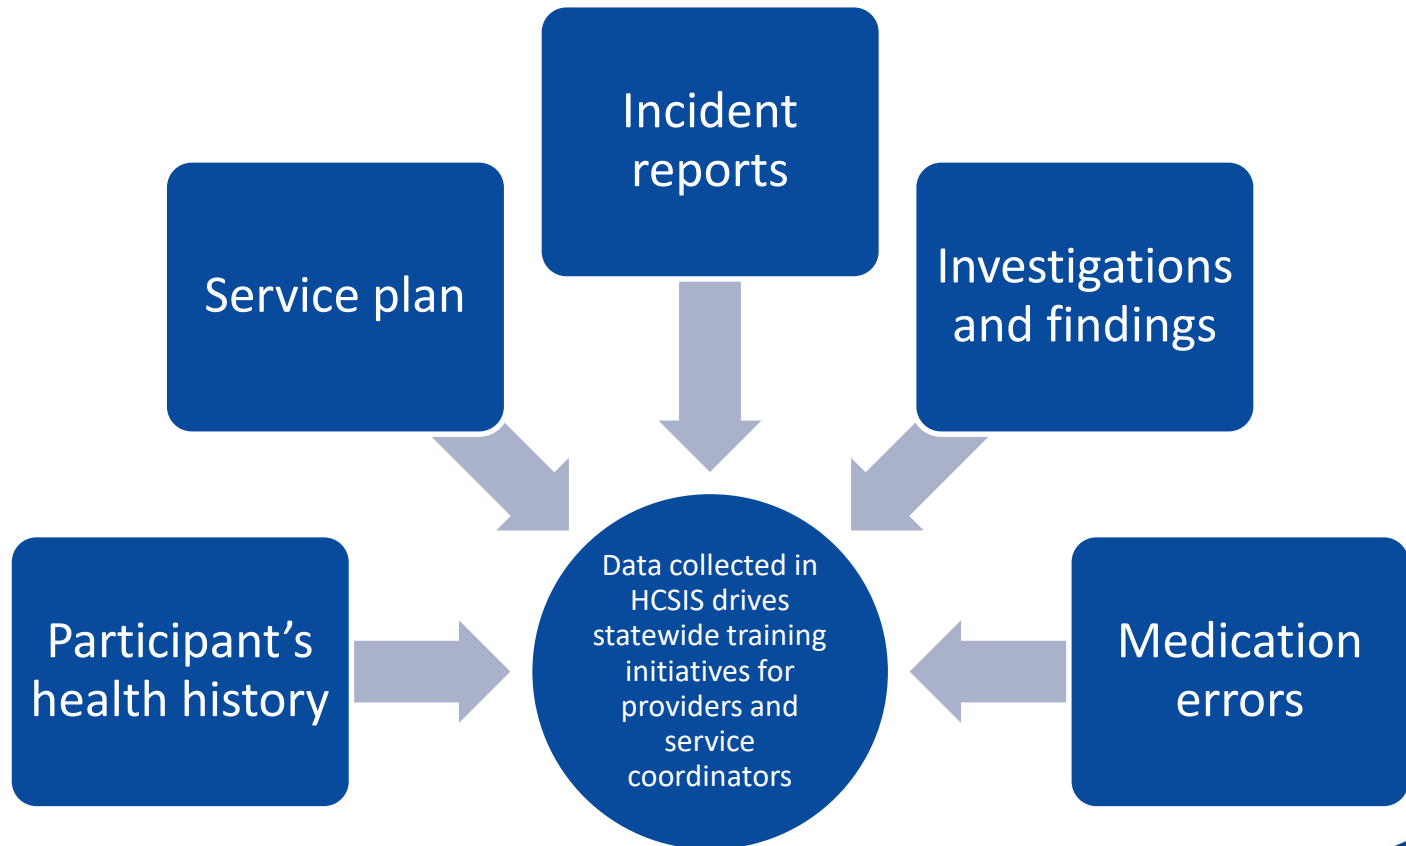 Incident
reports
Service plan
Investigations
and findings
Participant’s
health history
Data collected in
HCSIS drives
statewide training
initiatives for
providers and
service
coordinators
Medication
errors